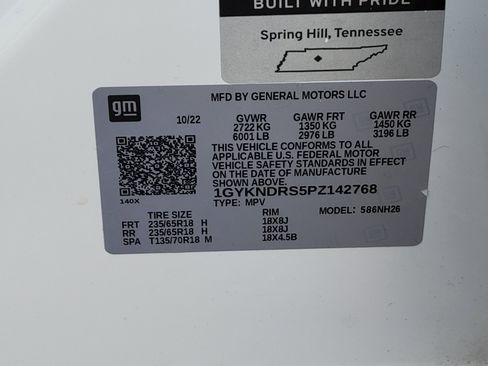 BUILT WITH PRIDE
Spring Hill, Tennessee
gm
MFD BY GENERAL MOTORS LLC
10/22
GVWR GAWR FRT GAWR RR
2722 KG 1350 KG 1450 KG
6001 LB 2976 LB 3196 LB
THIS VEHICLE CONFORMS TO ALL
APPLICABLE U.S. FEDERAL MOTOR
VEHICLE SAFETY STANDARDS IN EFFECT
ON THE DATE OF MANUFACTURE
SHOWN ABOVE.
1GYKNDRS5PZ142768
140X
TYPE: MPV
TIRE SIZE RIM MODEL: 586NH26
FRT 235/65R18 H 18X8J
RR 235/65R18 H 18X8J
SPA T135/70R18 M 18X4.5B